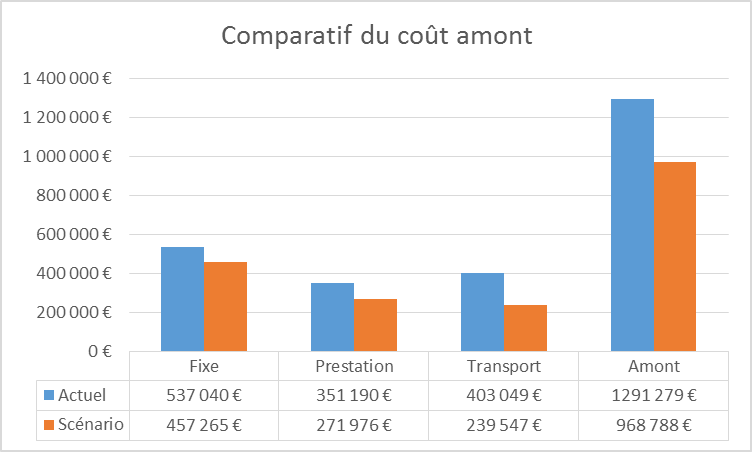 Comparatif du coût amont
1 400 000 €
1 200 000 €
1 000 000 €
800 000 €
600 000 €
400 000 €
200 000 €
0 €
Fixe Prestation Transport Amont
Actuel 537 040 € 351 190 € 403 049 € 1291 279 €
Scénario 457 265 € 271 976 € 239 547 € 968 788 €